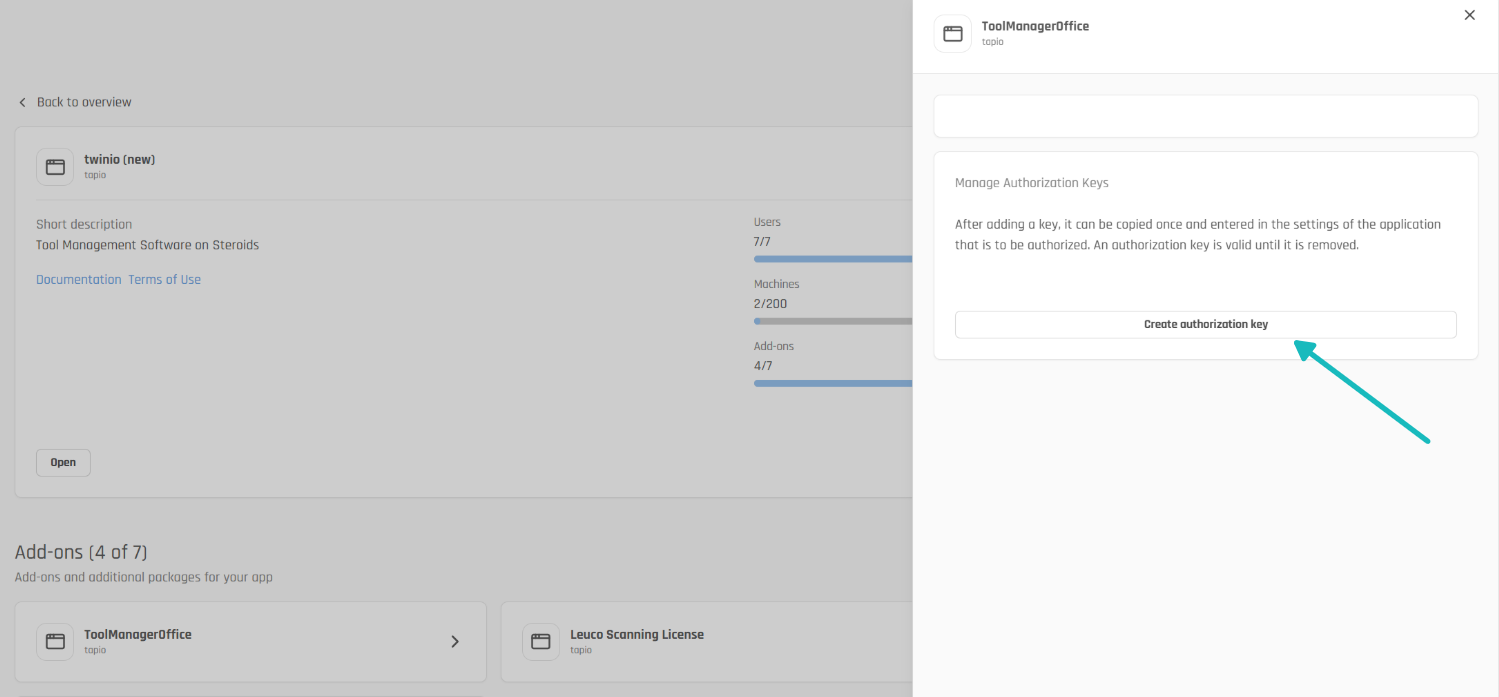 Back to overview
twinio (new)
tapio
Short description
Tool Management Software on Steroids
Documentation Terms of Use
Users
7/7
Machines
2/200
Add-ons
4/7
Open
Add-ons (4 of 7)
Add-ons and additional packages for your app
ToolManagerOffice
tapio
Leuco Scanning License
tapio
ToolManagerOffice
tapio
Manage Authorization Keys
After adding a key, it can be copied once and entered in the settings of the application
that is to be authorized. An authorization key is valid until it is removed.
Create authorization key